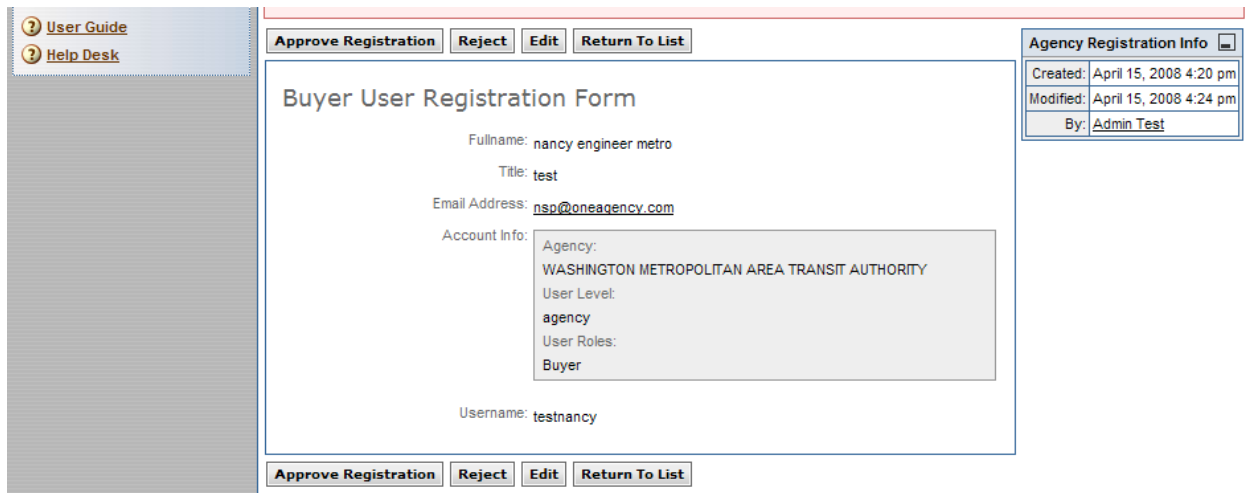 User Guide
Help Desk
Approve Registration Reject Edit Return To List
Buyer User Registration Form
Fullname: nancy engineer metro
Title: test
Email Address: nsp@oneagency.com
Account Info:
Agency:
WASHINGTON METROPOLITAN AREA TRANSIT AUTHORITY
User Level:
agency
User Roles:
Buyer
Username: testnancy
Approve Registration Reject Edit Return To List
Agency Registration Info
Created: April 15, 2008 4:20 pm
Modified: April 15, 2008 4:24 pm
By: Admin Test